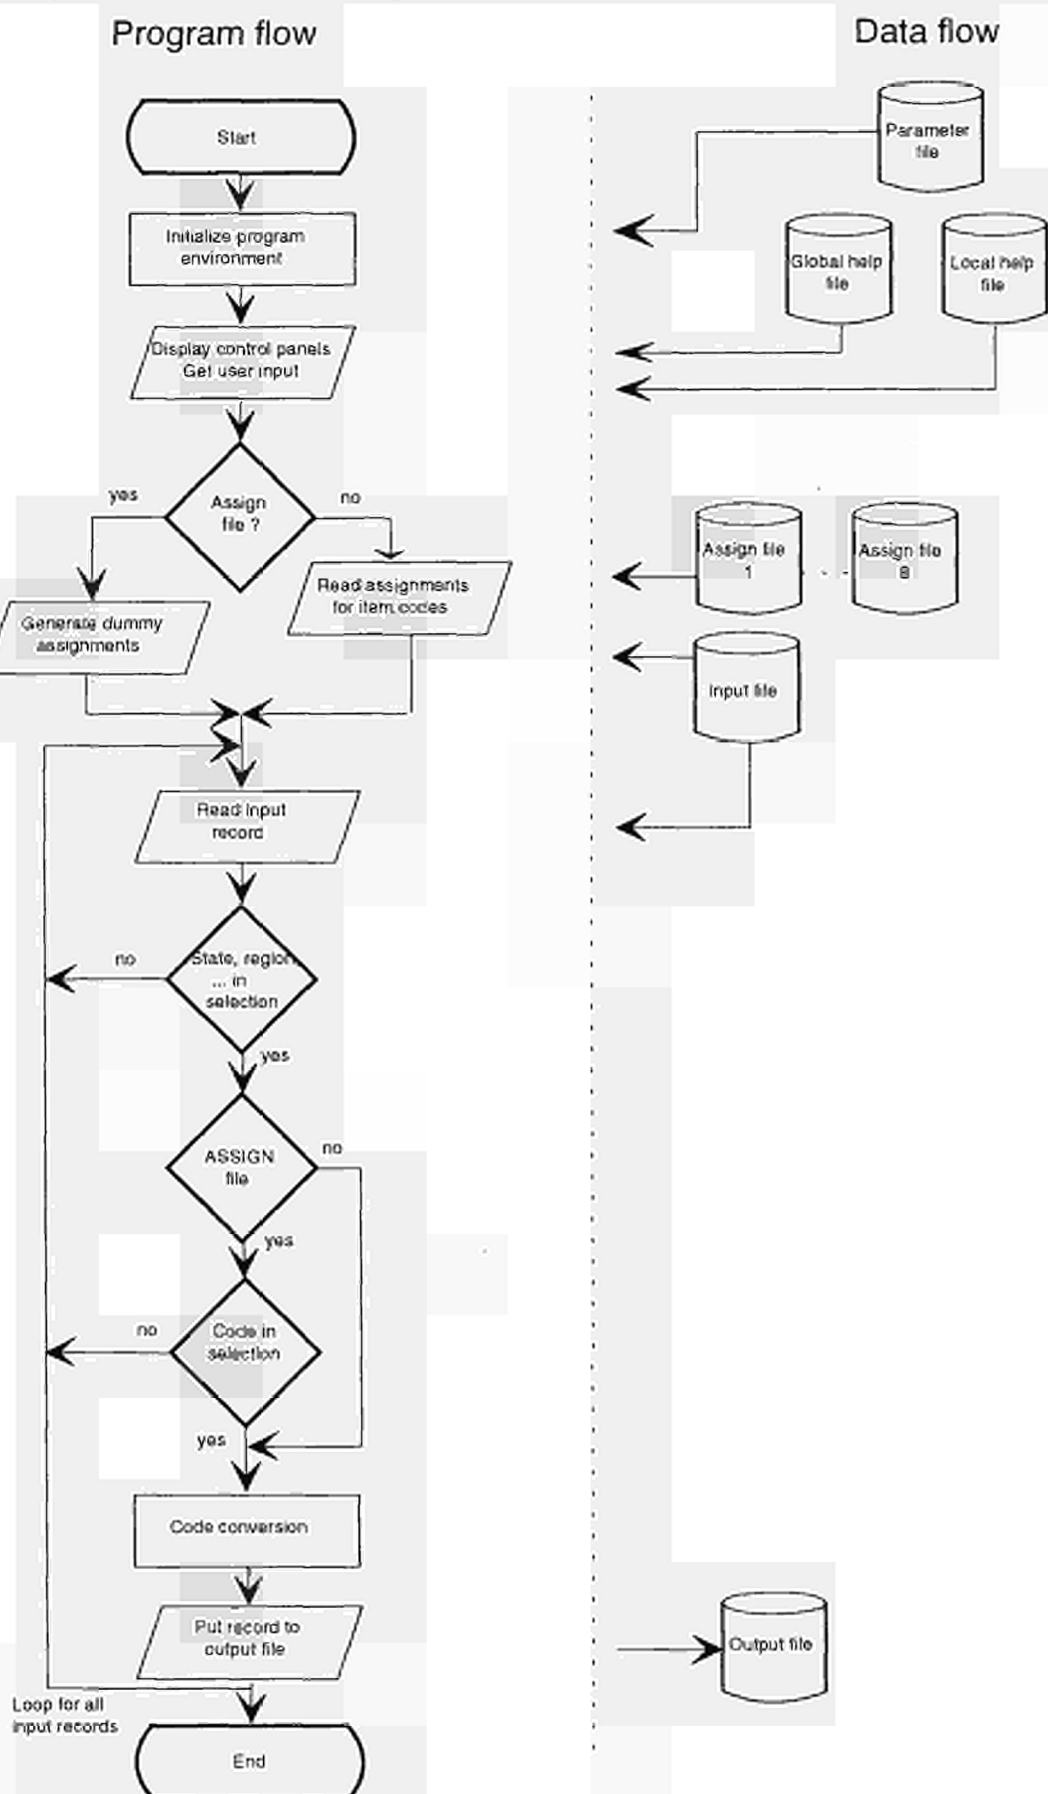 Program flow
Data flow
Start
Parameter
file
Initialize program
environment
Global help
file
Local help
file
Display control panels
Get user input
yes
Assign
file ?
no
Assign file
1
Assign file
8
Read assignments
for item codes
Generate dummy
assignments
Input file
Read input
record
no
State, region,
... in
selection
yes
ASSIGN
file
no
yes
Code in
selection
no
yes
Code conversion
Put record to
output file
Output file
Loop for all
input records
End